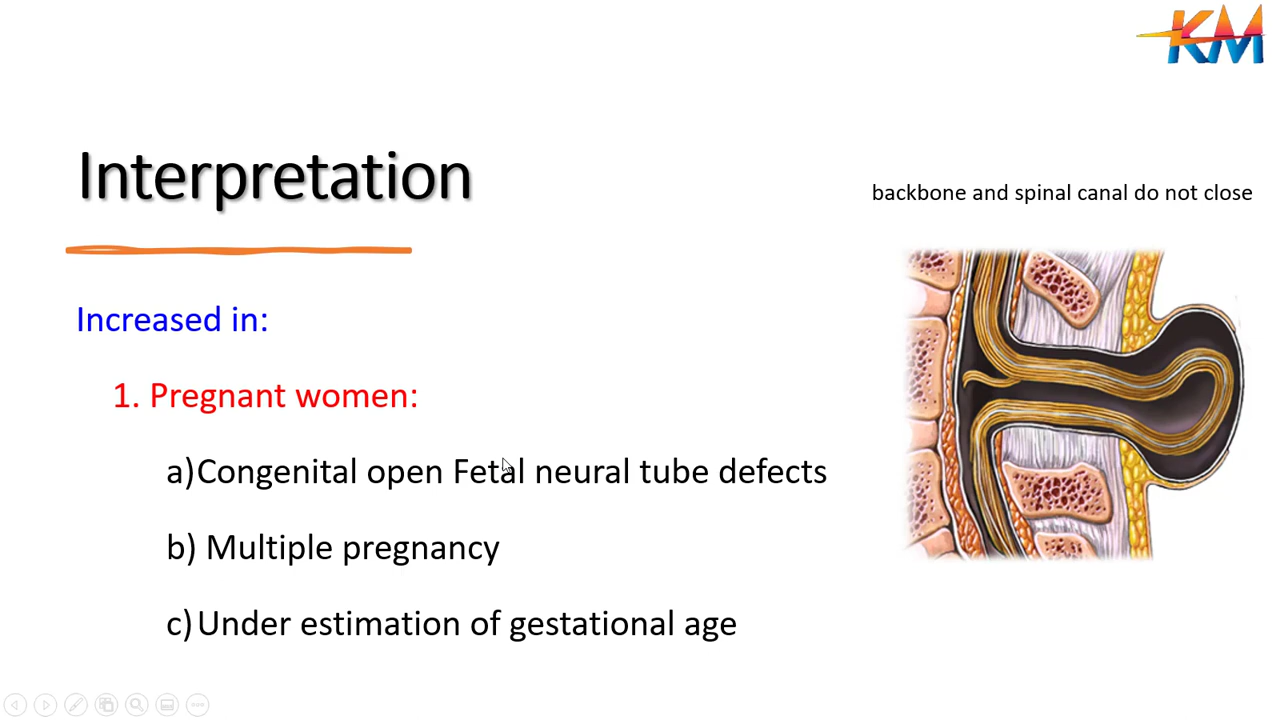 KM
Interpretation
backbone and spinal canal do not close
Increased in:
1. Pregnant women:
a) Congenital open Fetal neural tube defects
b) Multiple pregnancy
c) Under estimation of gestational age